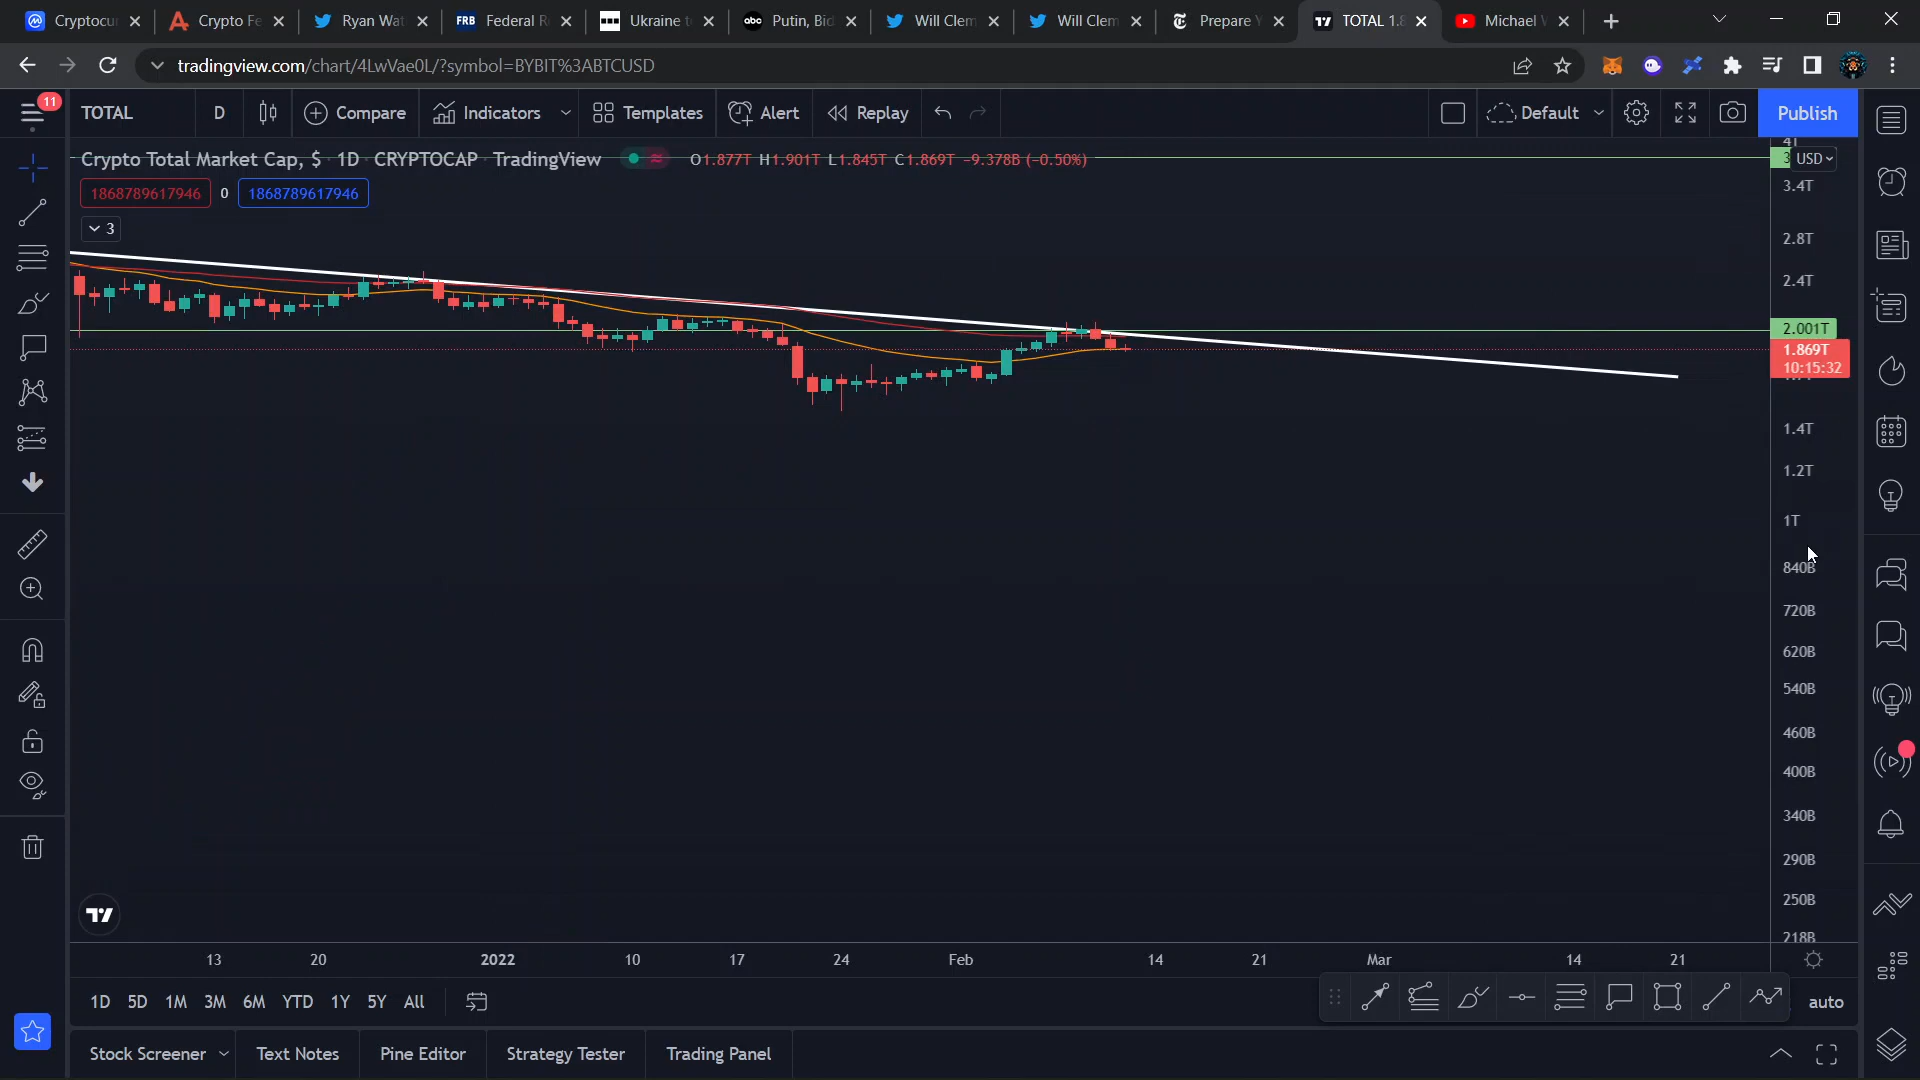 Cryptocur
Crypto Fe
Ryan Wat
FRB Federal R
Ukraine t
abc Putin, Bid
Will Clem
Will Clem
Prepare Y
TOTAL 1.8
Michael V
tradingview.com/chart/4LwVae0L/?symbol=BYBIT%3ABTCUSD
11
TOTAL
D
Compare
Indicators
Templates
Alert
Replay
Default
Publish
Crypto Total Market Cap, $ · 1D · CRYPTOCAP · TradingView
O1.877T H1.901T L1.845T C1.869T -9.378B (-0.50%)
USD
1868789617946 0 1868789617946
3
3.4T
2.8T
2.4T
2.001T
1.869T
10:15:32
1.4T
1.2T
1T
840B
720B
620B
540B
460B
400B
340B
290B
250B
218B
13 20 2022 10 17 24 Feb 14 21 Mar 14 21
1D 5D 1M 3M 6M YTD 1Y 5Y All
auto
Stock Screener Text Notes Pine Editor Strategy Tester Trading Panel